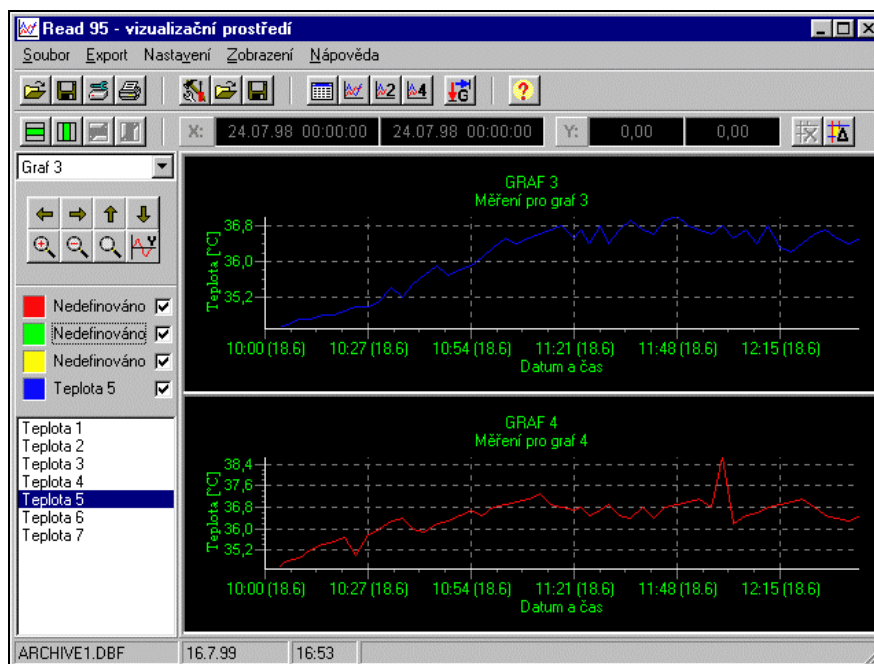 Read 95 - vizualizační prostředí
Soubor Export Nastavení Zobrazení Nápověda
2 4 G ?
X: 24.07.98 00:00:00 24.07.98 00:00:00 Y: 0,00 0,00
Graf 3
Y
Nedefinováno
Nedefinováno
Nedefinováno
Teplota 5
Teplota 1
Teplota 2
Teplota 3
Teplota 4
Teplota 5
Teplota 6
Teplota 7
GRAF 3
Měření pro graf 3
Teplota [°C]
36,8
36,0
35,2
10:00 (18.6) 10:27 (18.6) 10:54 (18.6) 11:21 (18.6) 11:48 (18.6) 12:15 (18.6)
Datum a čas
GRAF 4
Měření pro graf 4
Teplota [°C]
38,4
37,6
36,8
36,0
35,2
10:00 (18.6) 10:27 (18.6) 10:54 (18.6) 11:21 (18.6) 11:48 (18.6) 12:15 (18.6)
Datum a čas
ARCHIVE1.DBF 16.7.99 16:53